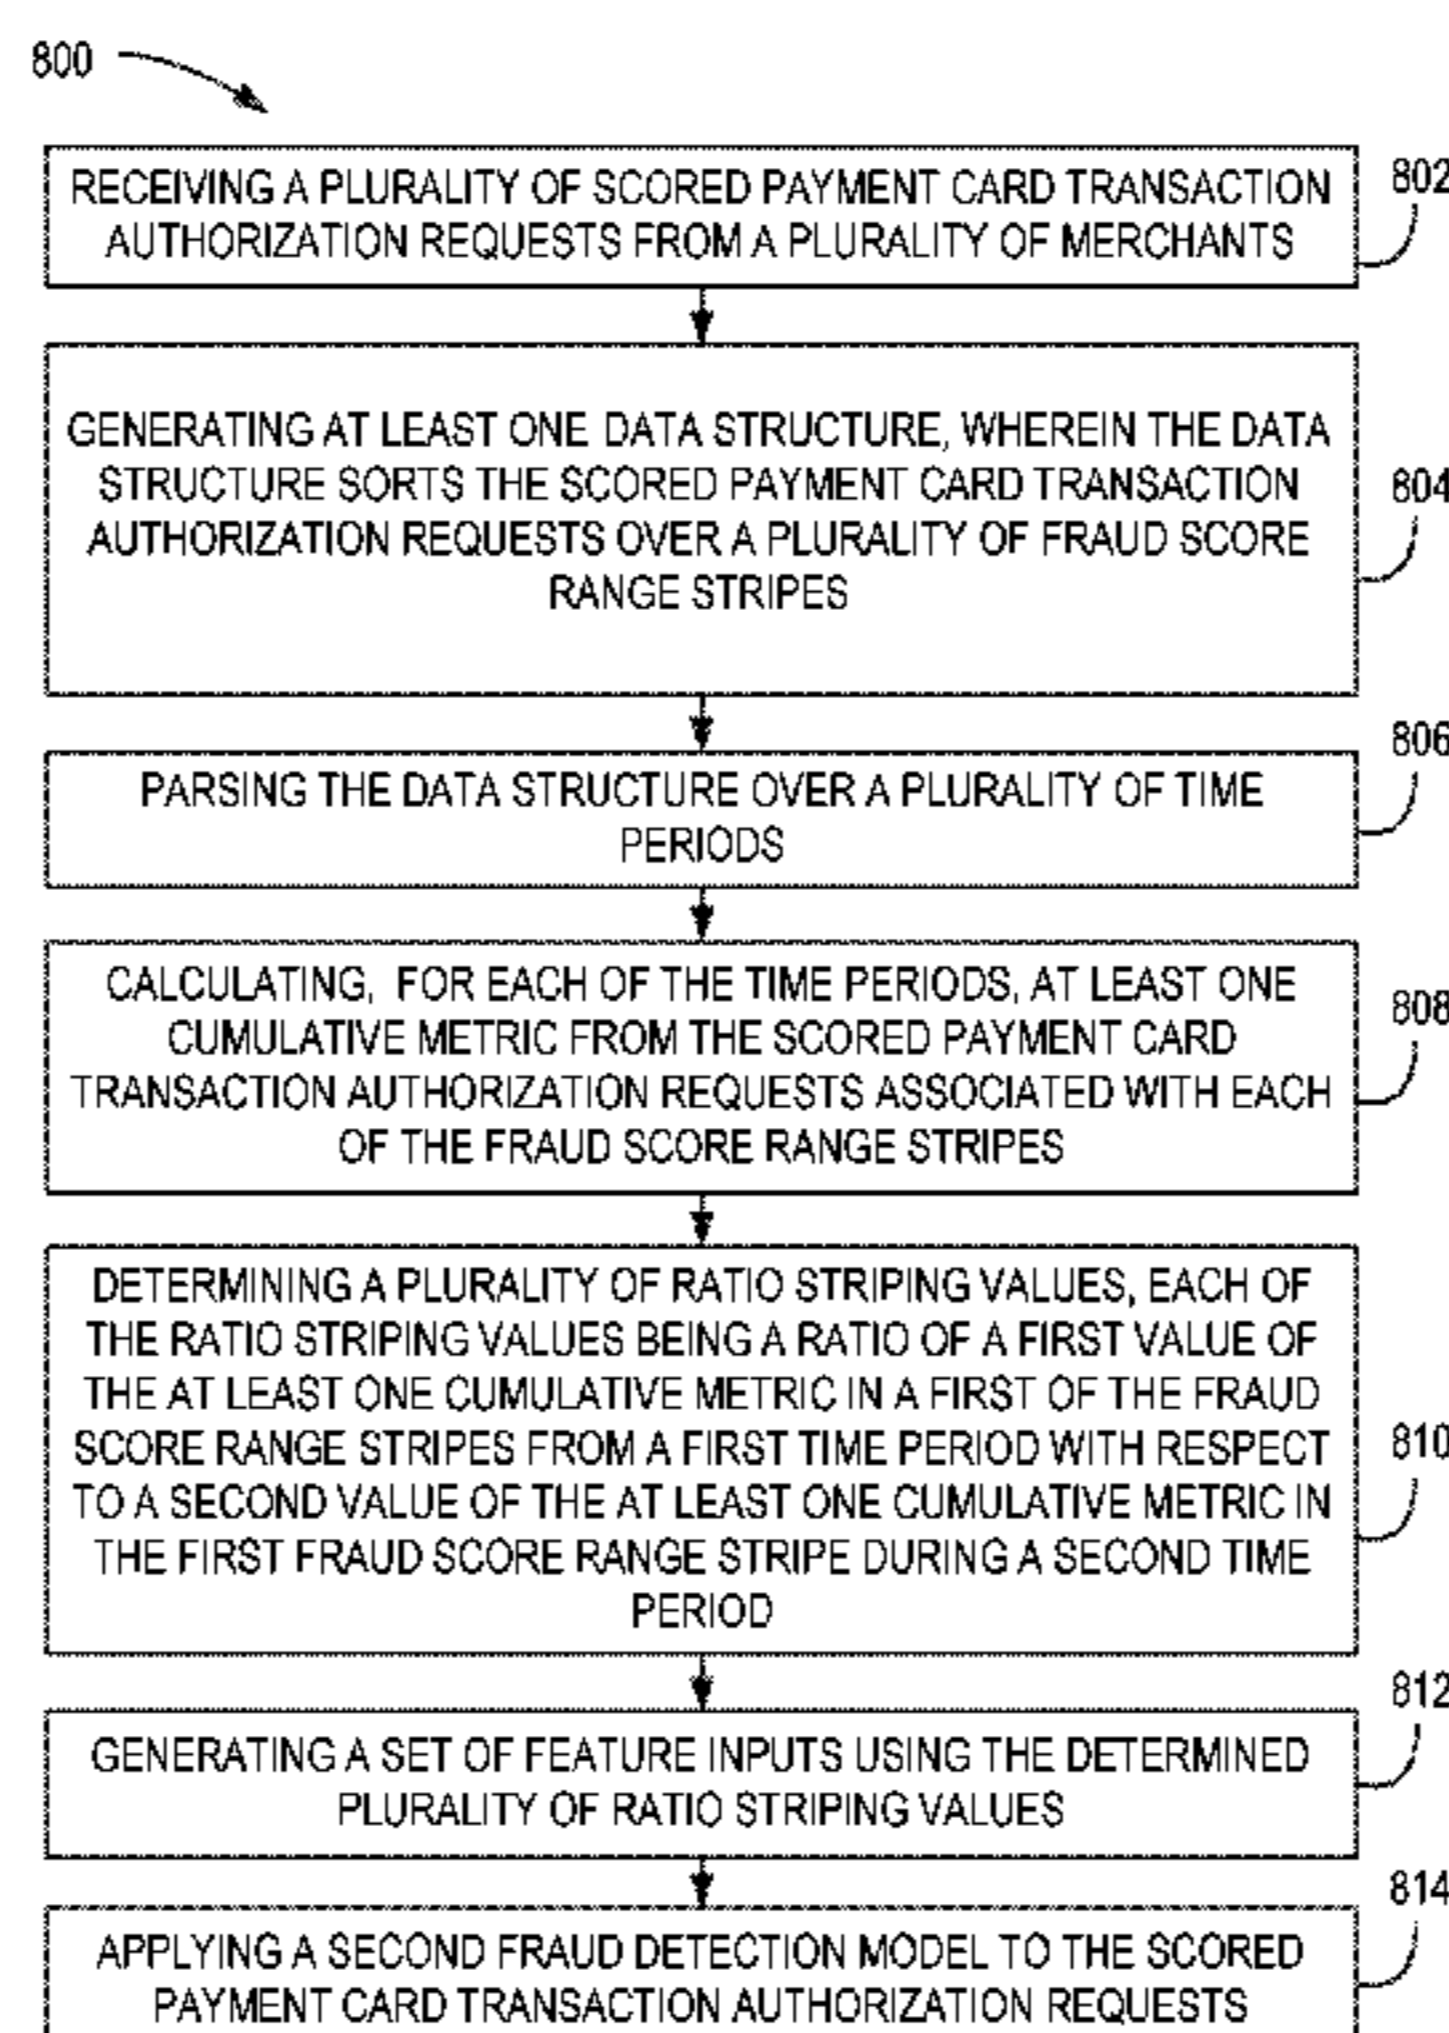 800
RECEIVING A PLURALITY OF SCORED PAYMENT CARD TRANSACTION
AUTHORIZATION REQUESTS FROM A PLURALITY OF MERCHANTS
802
GENERATING AT LEAST ONE DATA STRUCTURE, WHEREIN THE DATA
STRUCTURE SORTS THE SCORED PAYMENT CARD TRANSACTION
AUTHORIZATION REQUESTS OVER A PLURALITY OF FRAUD SCORE
RANGE STRIPES
804
PARSING THE DATA STRUCTURE OVER A PLURALITY OF TIME
PERIODS
806
CALCULATING, FOR EACH OF THE TIME PERIODS, AT LEAST ONE
CUMULATIVE METRIC FROM THE SCORED PAYMENT CARD
TRANSACTION AUTHORIZATION REQUESTS ASSOCIATED WITH EACH
OF THE FRAUD SCORE RANGE STRIPES
808
DETERMINING A PLURALITY OF RATIO STRIPING VALUES, EACH OF
THE RATIO STRIPING VALUES BEING A RATIO OF A FIRST VALUE OF
THE AT LEAST ONE CUMULATIVE METRIC IN A FIRST OF THE FRAUD
SCORE RANGE STRIPES FROM A FIRST TIME PERIOD WITH RESPECT
TO A SECOND VALUE OF THE AT LEAST ONE CUMULATIVE METRIC IN
THE FIRST FRAUD SCORE RANGE STRIPE DURING A SECOND TIME
PERIOD
810
GENERATING A SET OF FEATURE INPUTS USING THE DETERMINED
PLURALITY OF RATIO STRIPING VALUES
812
APPLYING A SECOND FRAUD DETECTION MODEL TO THE SCORED
PAYMENT CARD TRANSACTION AUTHORIZATION REQUESTS
814